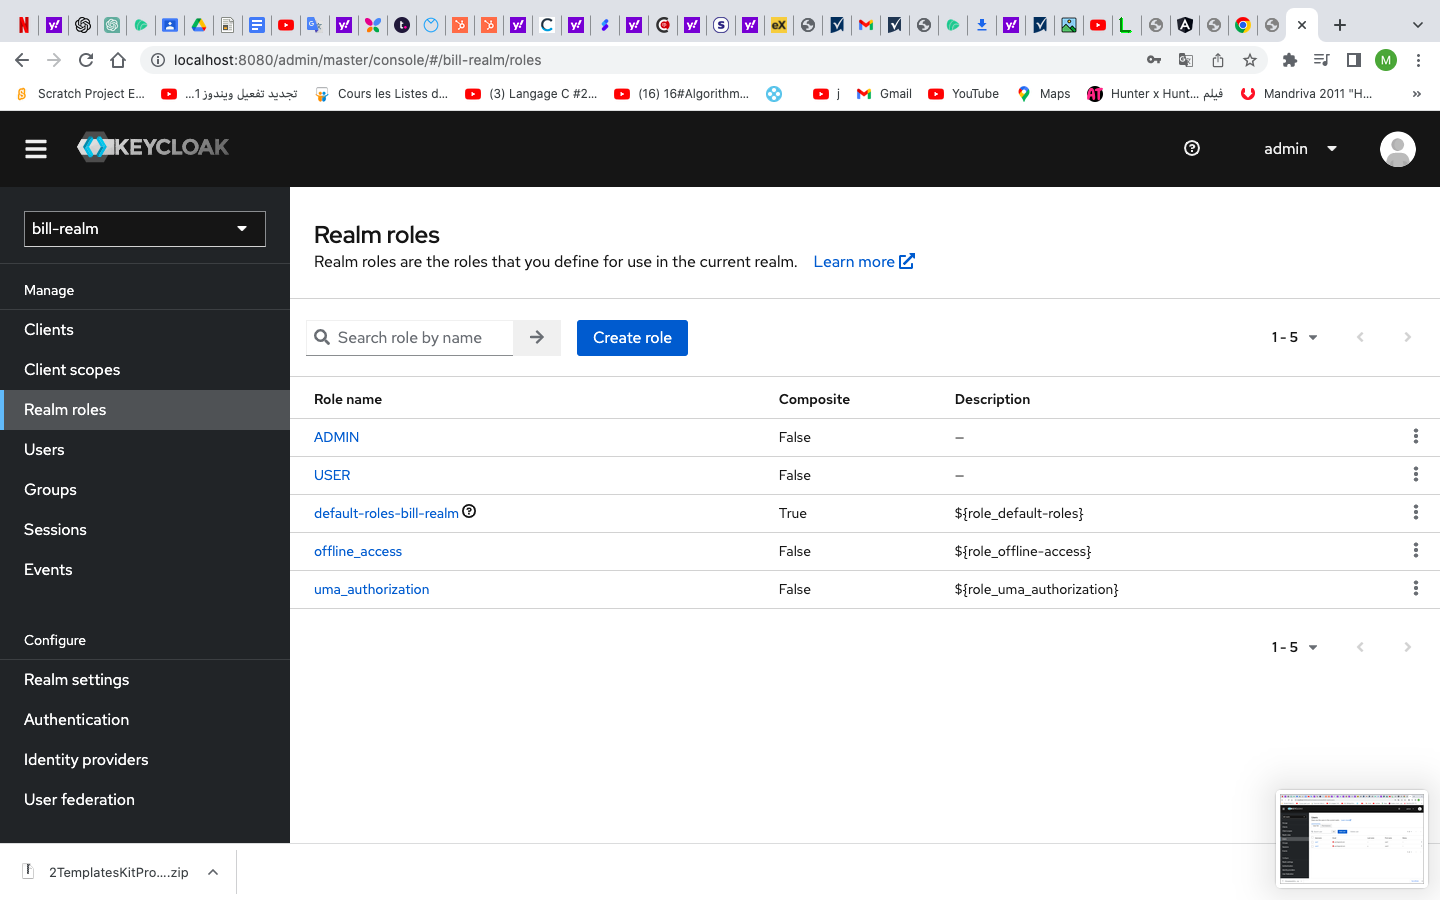 localhost:8080/admin/master/console/#/bill-realm/roles
M
Scratch Project E...
تجديد تفعيل ويندوز 1...
Cours les Listes d...
(3) Langage C #2...
(16) 16#Algorithm...
j
Gmail
YouTube
Maps
Hunter x Hunt... فيلم
Mandriva 2011 "H...
»
KEYCLOAK
admin
bill-realm
Manage
Clients
Client scopes
Realm roles
Users
Groups
Sessions
Events
Configure
Realm settings
Authentication
Identity providers
User federation
Realm roles
Realm roles are the roles that you define for use in the current realm. Learn more
Search role by name
Create role
1 - 5
Role name Composite Description
ADMIN False –
USER False –
default-roles-bill-realm True ${role_default-roles}
offline_access False ${role_offline-access}
uma_authorization False ${role_uma_authorization}
1 - 5
2TemplatesKitPro....zip